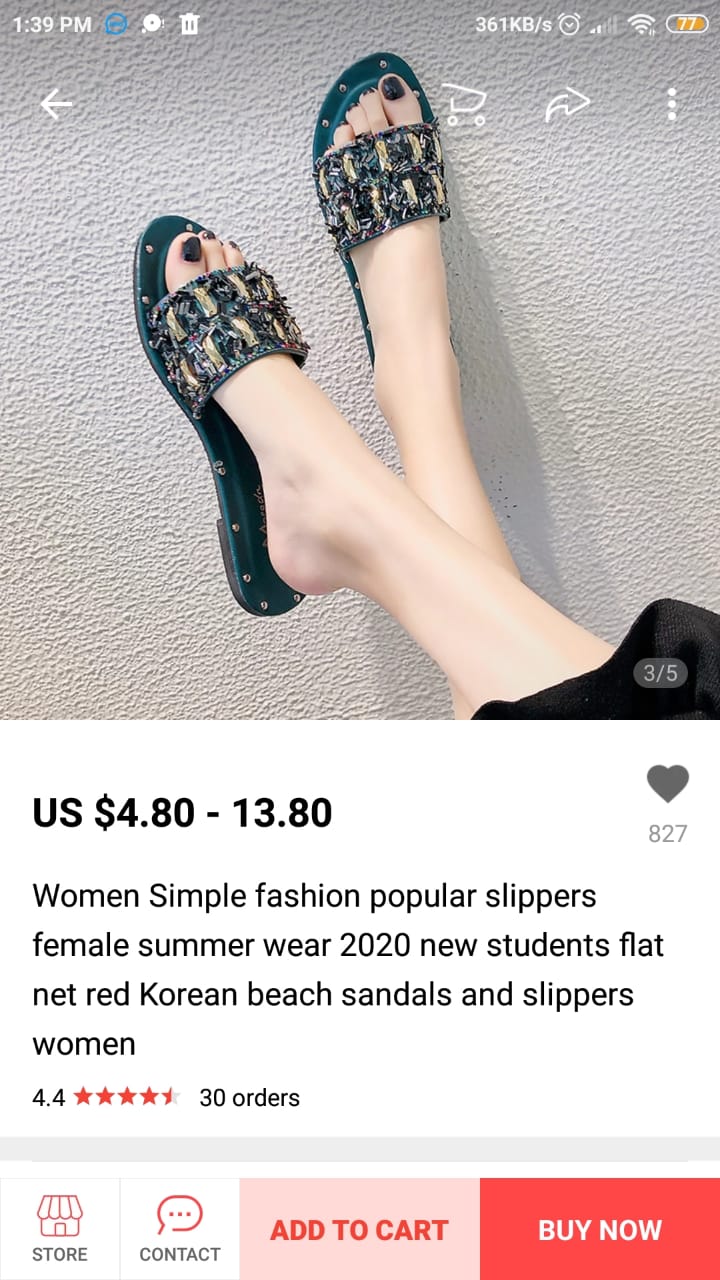 1:39 PM 361KB/s 77
3/5
US $4.80 - 13.80
827
Women Simple fashion popular slippers
female summer wear 2020 new students flat
net red Korean beach sandals and slippers
women
4.4 30 orders
STORE CONTACT ADD TO CART BUY NOW